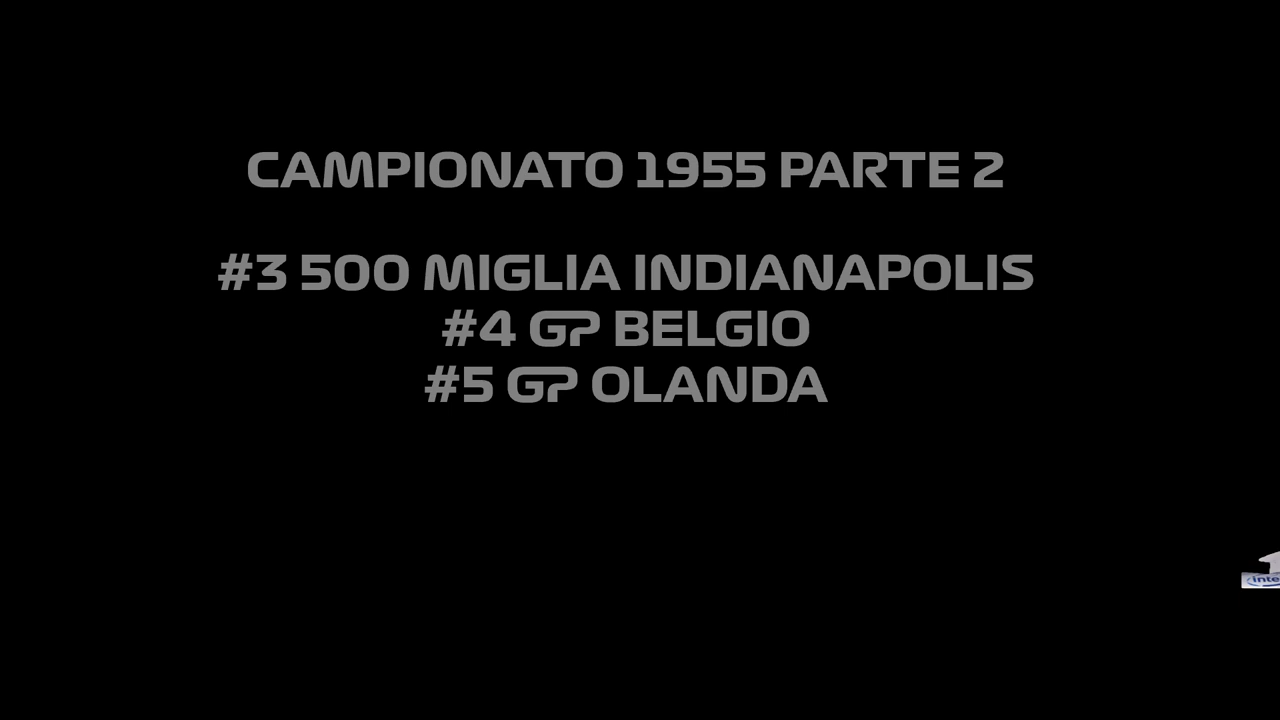 CAMPIONATO 1955 PARTE 2
#3 500 MIGLIA INDIANAPOLIS
#4 GP BELGIO
#5 GP OLANDA